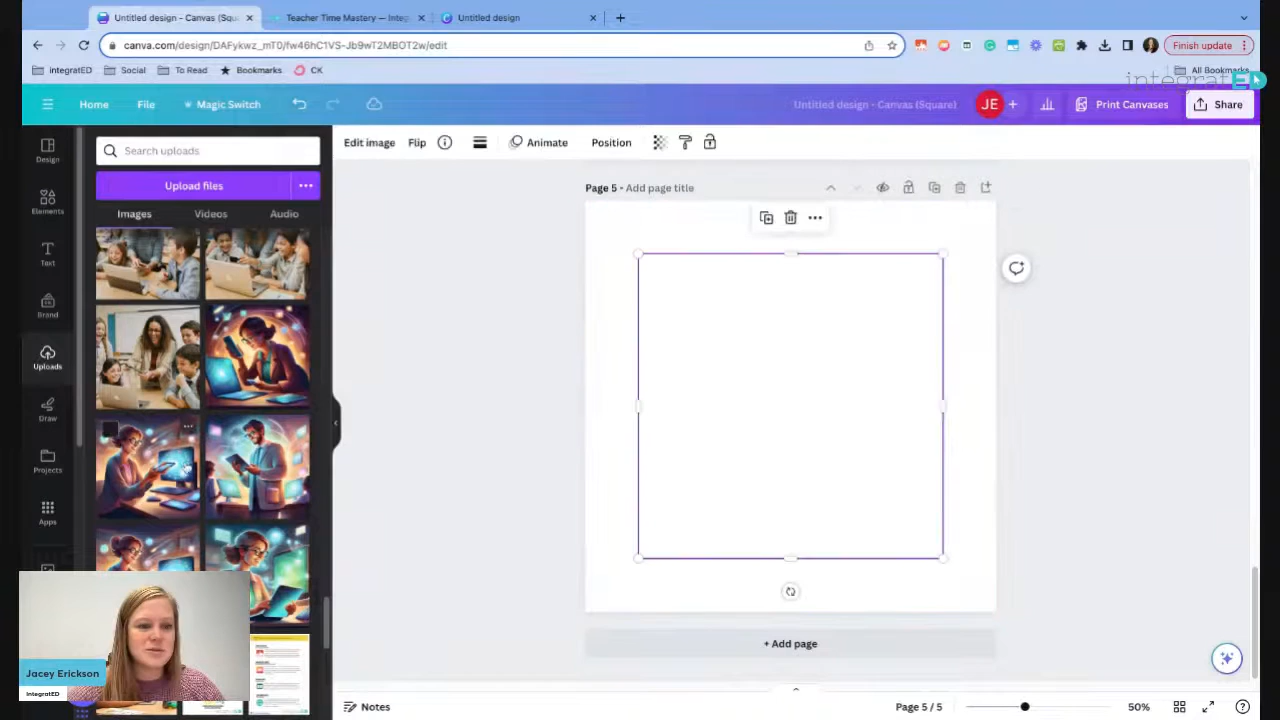 Untitled design - Canvas (Squ
Teacher Time Mastery — Integ
Untitled design
canva.com/design/DAFykwz_mT0/fw46hC1VS-Jb9wT2MBOT2w/edit
Finish update
integratED
Social
To Read
Bookmarks
CK
All Bookmarks
integratED
Home
File
Magic Switch
Untitled design - Canvas (Square)
JE
Print Canvases
Share
Design
Elements
Text
Brand
Uploads
Draw
Projects
Apps
Search uploads
Upload files
Images
Videos
Audio
Edit image
Flip
Animate
Position
Page 5 - Add page title
+ Add page
Jacey Erickson
IntegratED
Notes
Page 5 / 5
50%